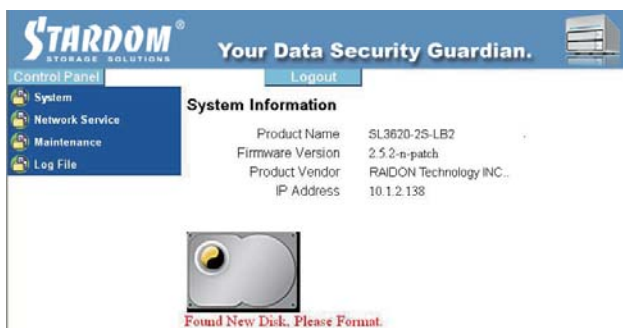 STARDOM®
STORAGE SOLUTIONS
Your Data Security Guardian.
Control Panel
Logout
System
Network Service
Maintenance
Log File
System Information
Product Name SL3620-2S-LB2
Firmware Version 2.5.2-n-patch
Product Vendor RAIDON Technology INC..
IP Address 10.1.2.138
Found New Disk, Please Format.